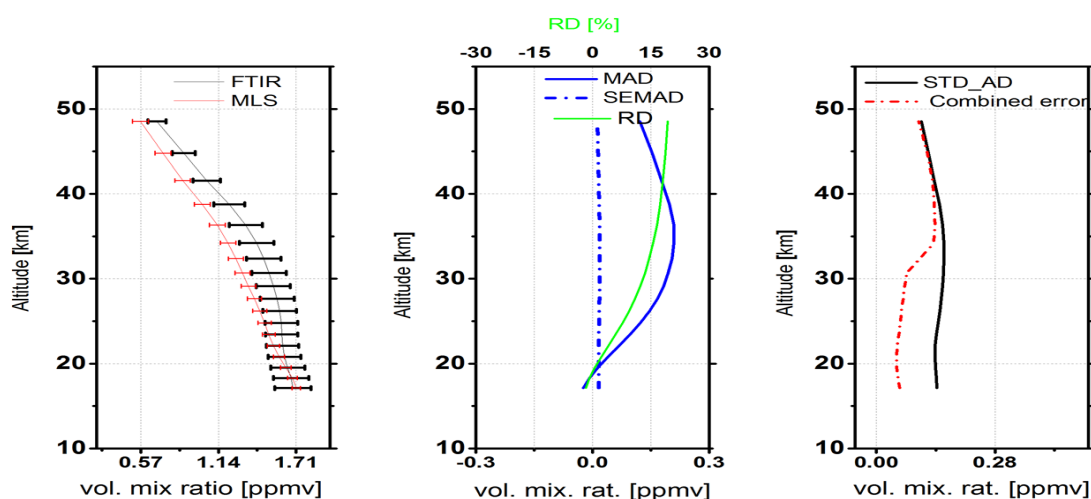 RD [%]
-30 -15 0 15 30
FTIR
MLS
MAD
SEMAD
RD
STD_AD
Combined error
50
40
30
20
10
Altitude [km]
0.57 1.14 1.71
vol. mix ratio [ppmv]
50
40
30
20
10
Altitude [km]
-0.3 0.0 0.3
vol. mix. rat. [ppmv]
50
40
30
20
10
Altitude [km]
0.00 0.28
vol. mix. rat. [ppmv]